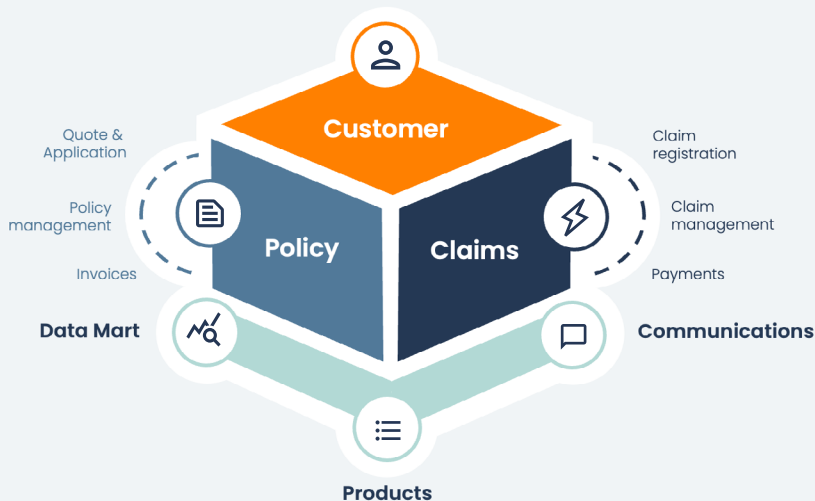 Customer
Quote &
Application
Policy
management
Invoices
Policy
Claims
Claim
registration
Claim
management
Payments
Data Mart
Communications
Products